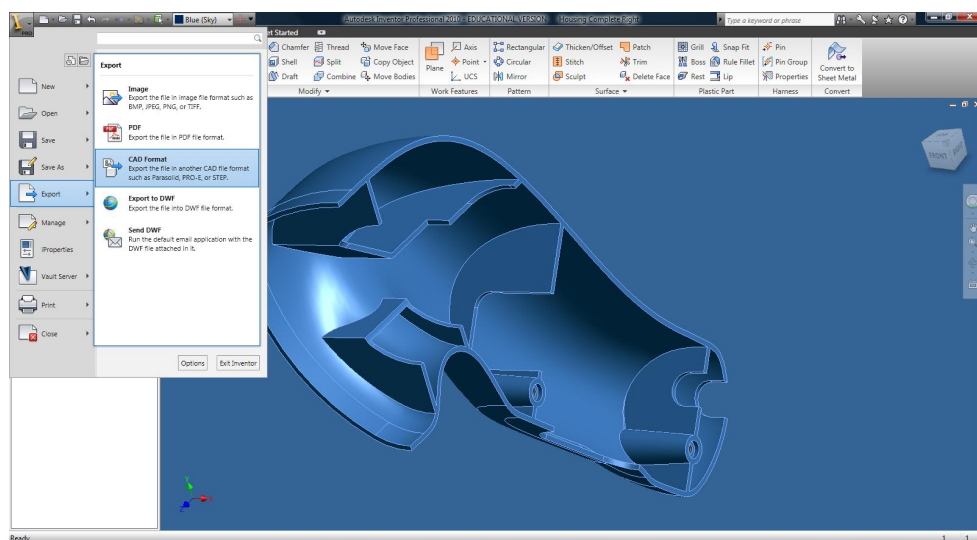 Blue (Sky)
Autodesk Inventor Professional 2010 - EDUCATIONAL VERSION Housing Complete Right
Type a keyword or phrase
PRO
et Started
Chamfer Thread Move Face
Shell Split Copy Object
Draft Combine Move Bodies
Modify
Plane
Axis
Point
UCS
Work Features
Rectangular
Circular
Mirror
Pattern
Thicken/Offset Patch
Stitch Trim
Sculpt Delete Face
Surface
Grill Snap Fit
Boss Rule Fillet
Rest Lip
Plastic Part
Pin
Pin Group
Properties
Harness
Convert to
Sheet Metal
Convert
New
Open
Save
Save As
Export
Manage
iProperties
Vault Server
Print
Close
Export
Image
Export the file in image file format such as
BMP, JPEG, PNG, or TIFF.
PDF
Export the file in PDF file format.
CAD Format
Export the file in another CAD file format
such as Parasolid, PRO-E, or STEP.
Export to DWF
Export the file into DWF file format.
Send DWF
Run the default email application with the
DWF file attached in it.
Options
Exit Inventor
FRONT
Ready
1 1